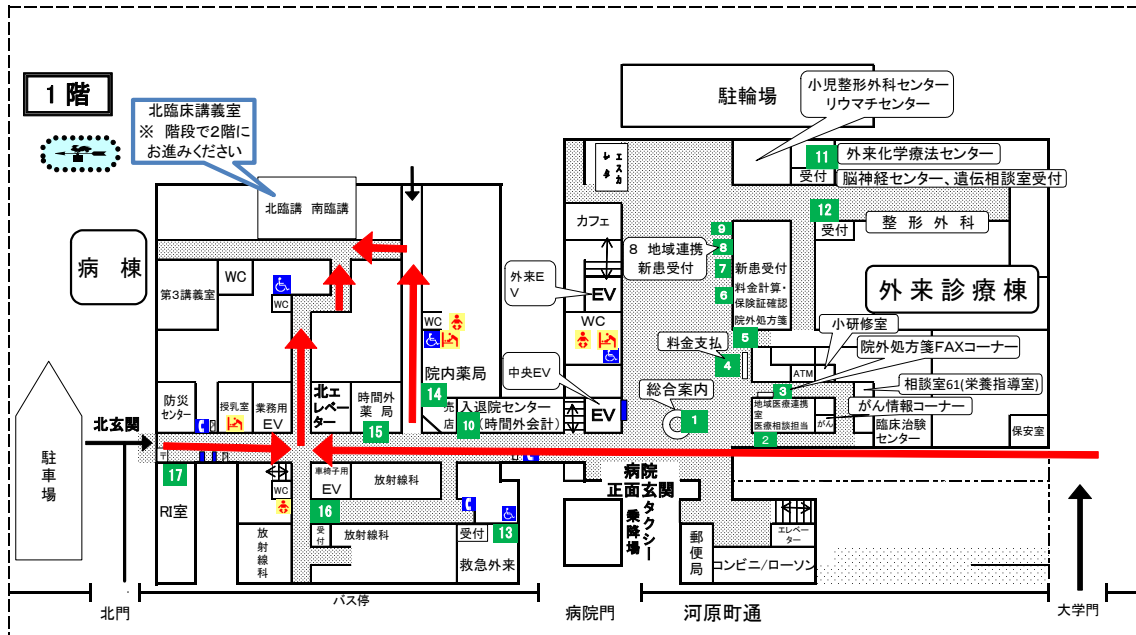 1 階
北臨床講義室
※ 階段で2階に
お進みください
北臨講 南臨講
病 棟
第3講義室
WC
WC
防災
センター
授乳室
業務用
EV
北エレベーター
時間外
薬 局
15
北玄関
駐車場
〒
17
RI室
WC
放射線科
車椅子用
EV
放射線科
16
受付
放射線科
受付
13
救急外来
WC
院内薬局
14
売店
10
入退院センター
(時間外会計)
駐輪場
小児整形外科センター
リウマチセンター
エスカレータ
カフェ
外来E
V
EV
WC
中央EV
EV
11
受付
外来化学療法センター
脳神経センター、遺伝相談室受付
12
受付
整 形 外 科
9
8
7
6
8 地域連携
新患受付
新患受付
料金計算・
保険証確認
院外処方箋
5
外来診療棟
小研修室
院外処方箋FAXコーナー
料金支払
4
ATM
3
相談室61(栄養指導室)
総合案内
1
地域医療連携
室
医療相談担当
がん
がん情報コーナー
2
臨床治験
センター
保安室
病院
正面玄関
タクシー
乗降場
郵便局
エレベーター
コンビニ/ローソン
北門
バス停
病院門
河原町通
大学門